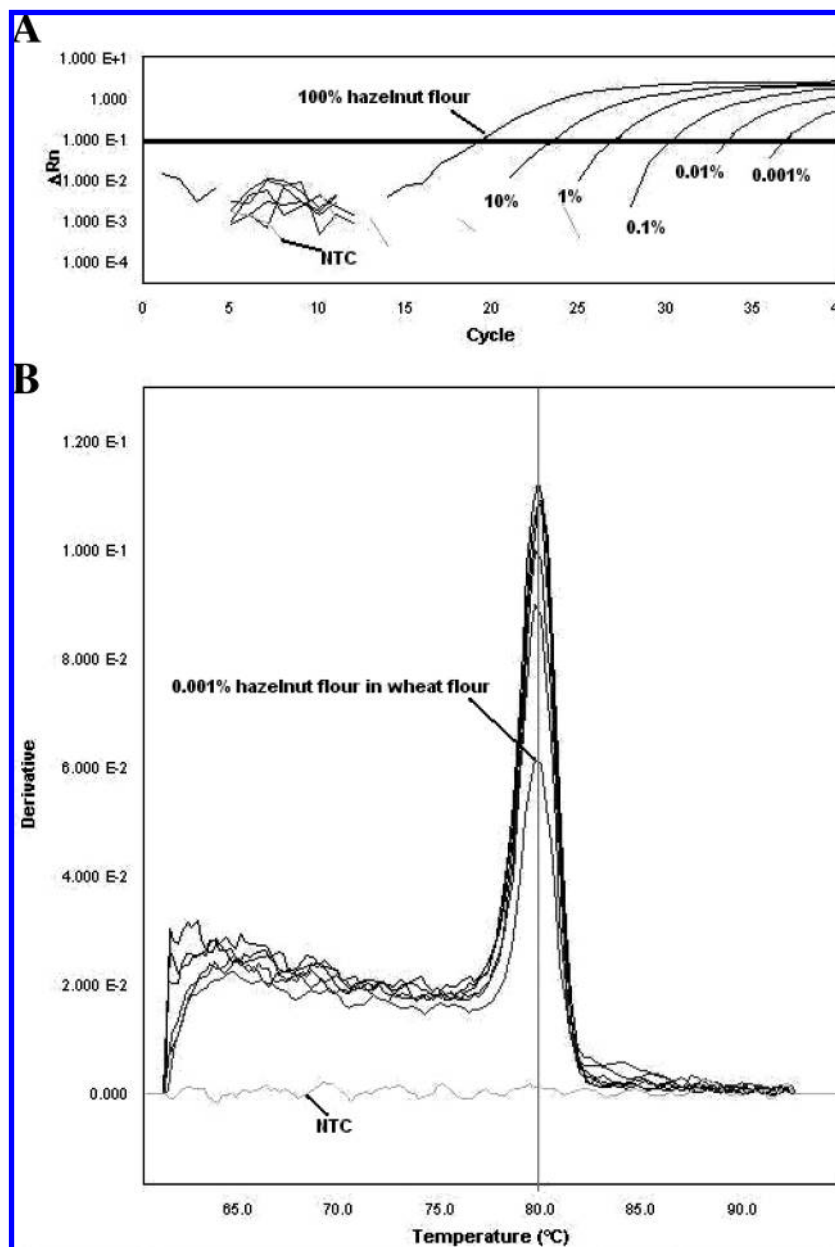 A
1.000 E+1
1.000
1.000 E-1
1.000 E-2
1.000 E-3
1.000 E-4
ΔRn
100% hazelnut flour
10%
1%
0.1%
0.01%
0.001%
NTC
0 5 10 15 20 25 30 35
Cycle
B
1.200 E-1
1.000 E-1
8.000 E-2
6.000 E-2
4.000 E-2
2.000 E-2
0.000
Derivative
0.001% hazelnut flour in wheat flour
NTC
65.0 70.0 75.0 80.0 85.0 90.0
Temperature (°C)